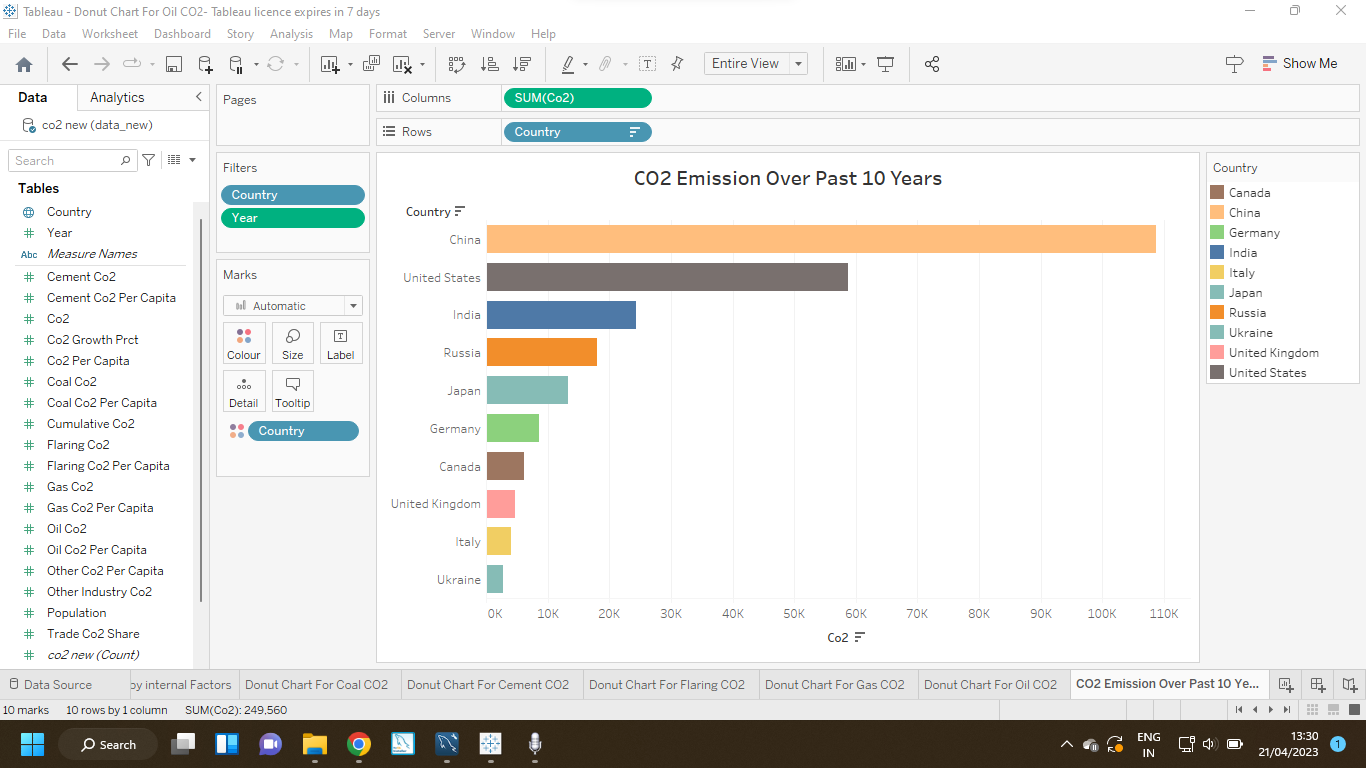 Tableau - Donut Chart For Oil CO2- Tableau licence expires in 7 days
File Data Worksheet Dashboard Story Analysis Map Format Server Window Help
Entire View
Show Me
Data Analytics
co2 new (data_new)
Search
Tables
Country
Year
Abc Measure Names
Cement Co2
Cement Co2 Per Capita
Co2
Co2 Growth Prct
Co2 Per Capita
Coal Co2
Coal Co2 Per Capita
Cumulative Co2
Flaring Co2
Flaring Co2 Per Capita
Gas Co2
Gas Co2 Per Capita
Oil Co2
Oil Co2 Per Capita
Other Co2 Per Capita
Other Industry Co2
Population
Trade Co2 Share
co2 new (Count)
Pages
Filters
Country
Year
Marks
Automatic
Colour Size Label
Detail Tooltip
Country
Columns SUM(Co2)
Rows Country
CO2 Emission Over Past 10 Years
Country
China
United States
India
Russia
Japan
Germany
Canada
United Kingdom
Italy
Ukraine
0K 10K 20K 30K 40K 50K 60K 70K 80K 90K 100K 110K
Co2
Country
Canada
China
Germany
India
Italy
Japan
Russia
Ukraine
United Kingdom
United States
Data Source by internal Factors Donut Chart For Coal CO2 Donut Chart For Cement CO2 Donut Chart For Flaring CO2 Donut Chart For Gas CO2 Donut Chart For Oil CO2 CO2 Emission Over Past 10 Ye...
10 marks 10 rows by 1 column SUM(Co2): 249,560
Search
ENG
IN
13:30
21/04/2023
1